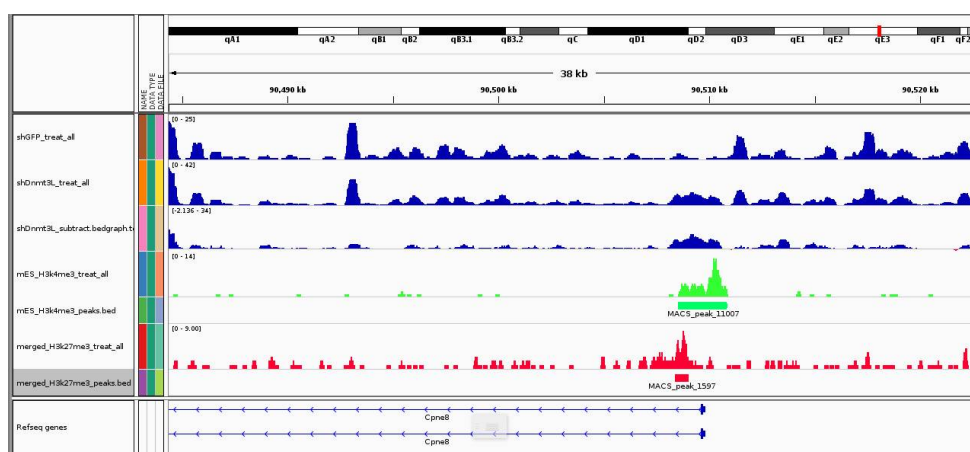 qA1 qA2 qB1 qB2 qB3.1 qB3.2 qC qD1 qD2 qD3 qE1 qE2 qE3 qF1 qF2
38 kb
90,490 kb 90,500 kb 90,510 kb 90,520 kb
NAME
DATA TYPE
DATA FILE
[0 - 25]
shGFP_treat_all
[0 - 42]
shDnmt3L_treat_all
[-2.136 - 34]
shDnmt3L_subtract.bedgraph.t
[0 - 14]
mES_H3k4me3_treat_all
mES_H3k4me3_peaks.bed
MACS_peak_11007
[0 - 9.00]
merged_H3k27me3_treat_all
merged_H3k27me3_peaks.bed
MACS_peak_1597
Refseq genes
Cpne8
Cpne8